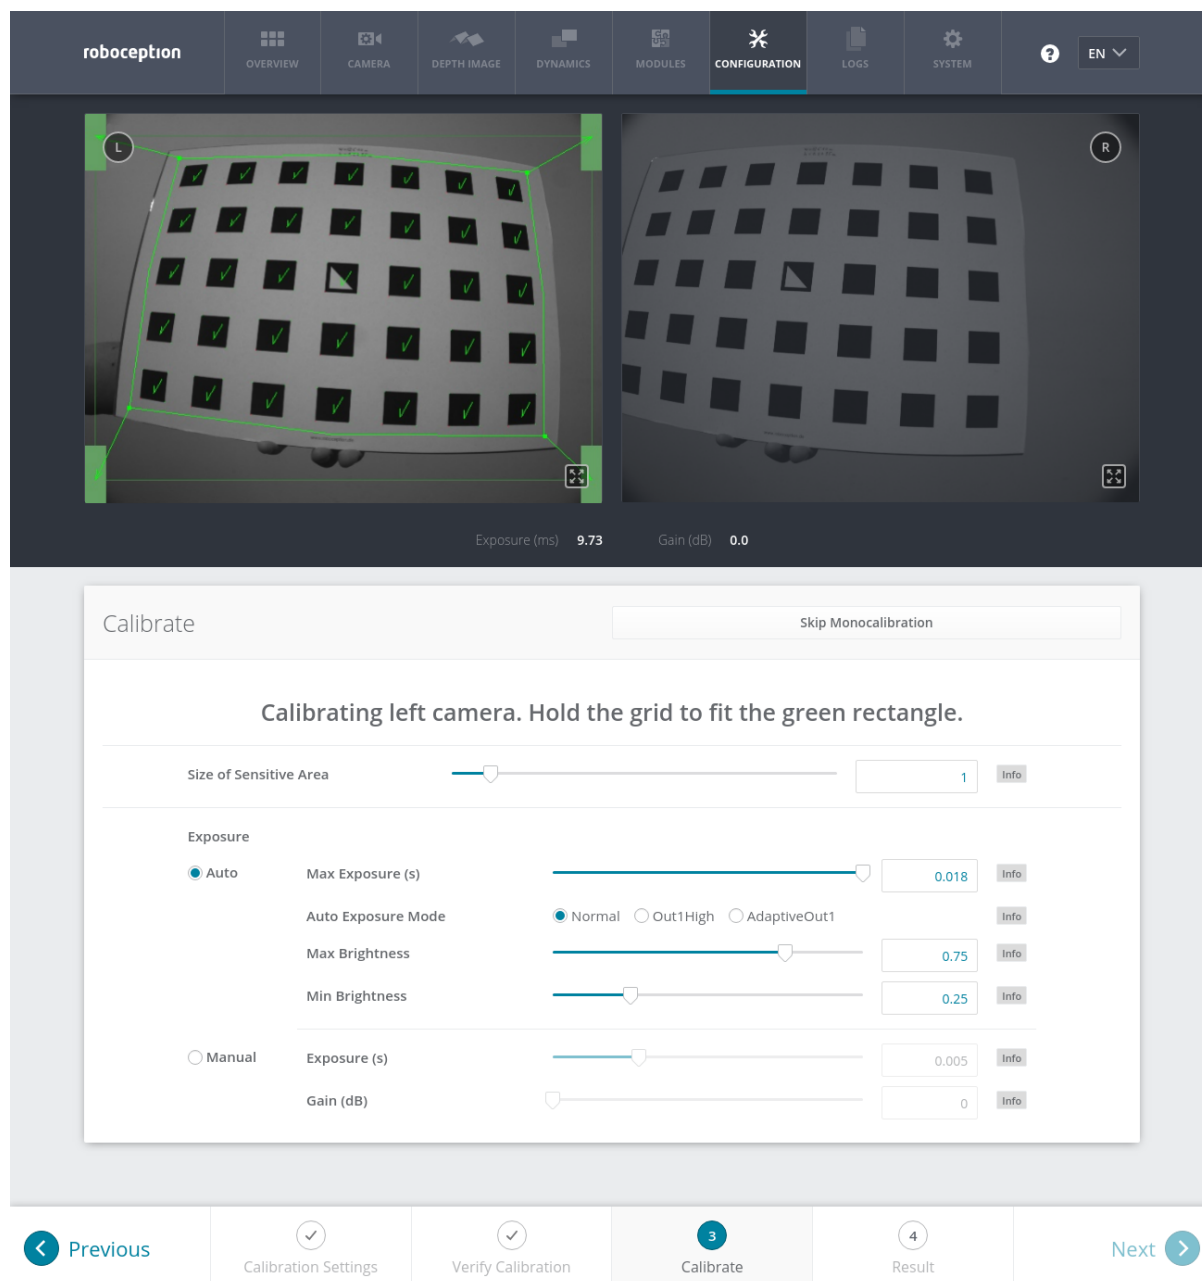 roboception
OVERVIEW
CAMERA
DEPTH IMAGE
DYNAMICS
MODULES
CONFIGURATION
LOGS
SYSTEM
?
EN
L
R
Exposure (ms) 9.73 Gain (dB) 0.0
Calibrate
Skip Monocalibration
Calibrating left camera. Hold the grid to fit the green rectangle.
Size of Sensitive Area 1 Info
Exposure
Auto Max Exposure (s) 0.018 Info
Auto Exposure Mode Normal Out1High AdaptiveOut1 Info
Max Brightness 0.75 Info
Min Brightness 0.25 Info
Manual Exposure (s) 0.005 Info
Gain (dB) 0 Info
Previous
Calibration Settings
Verify Calibration
3
Calibrate
4
Result
Next